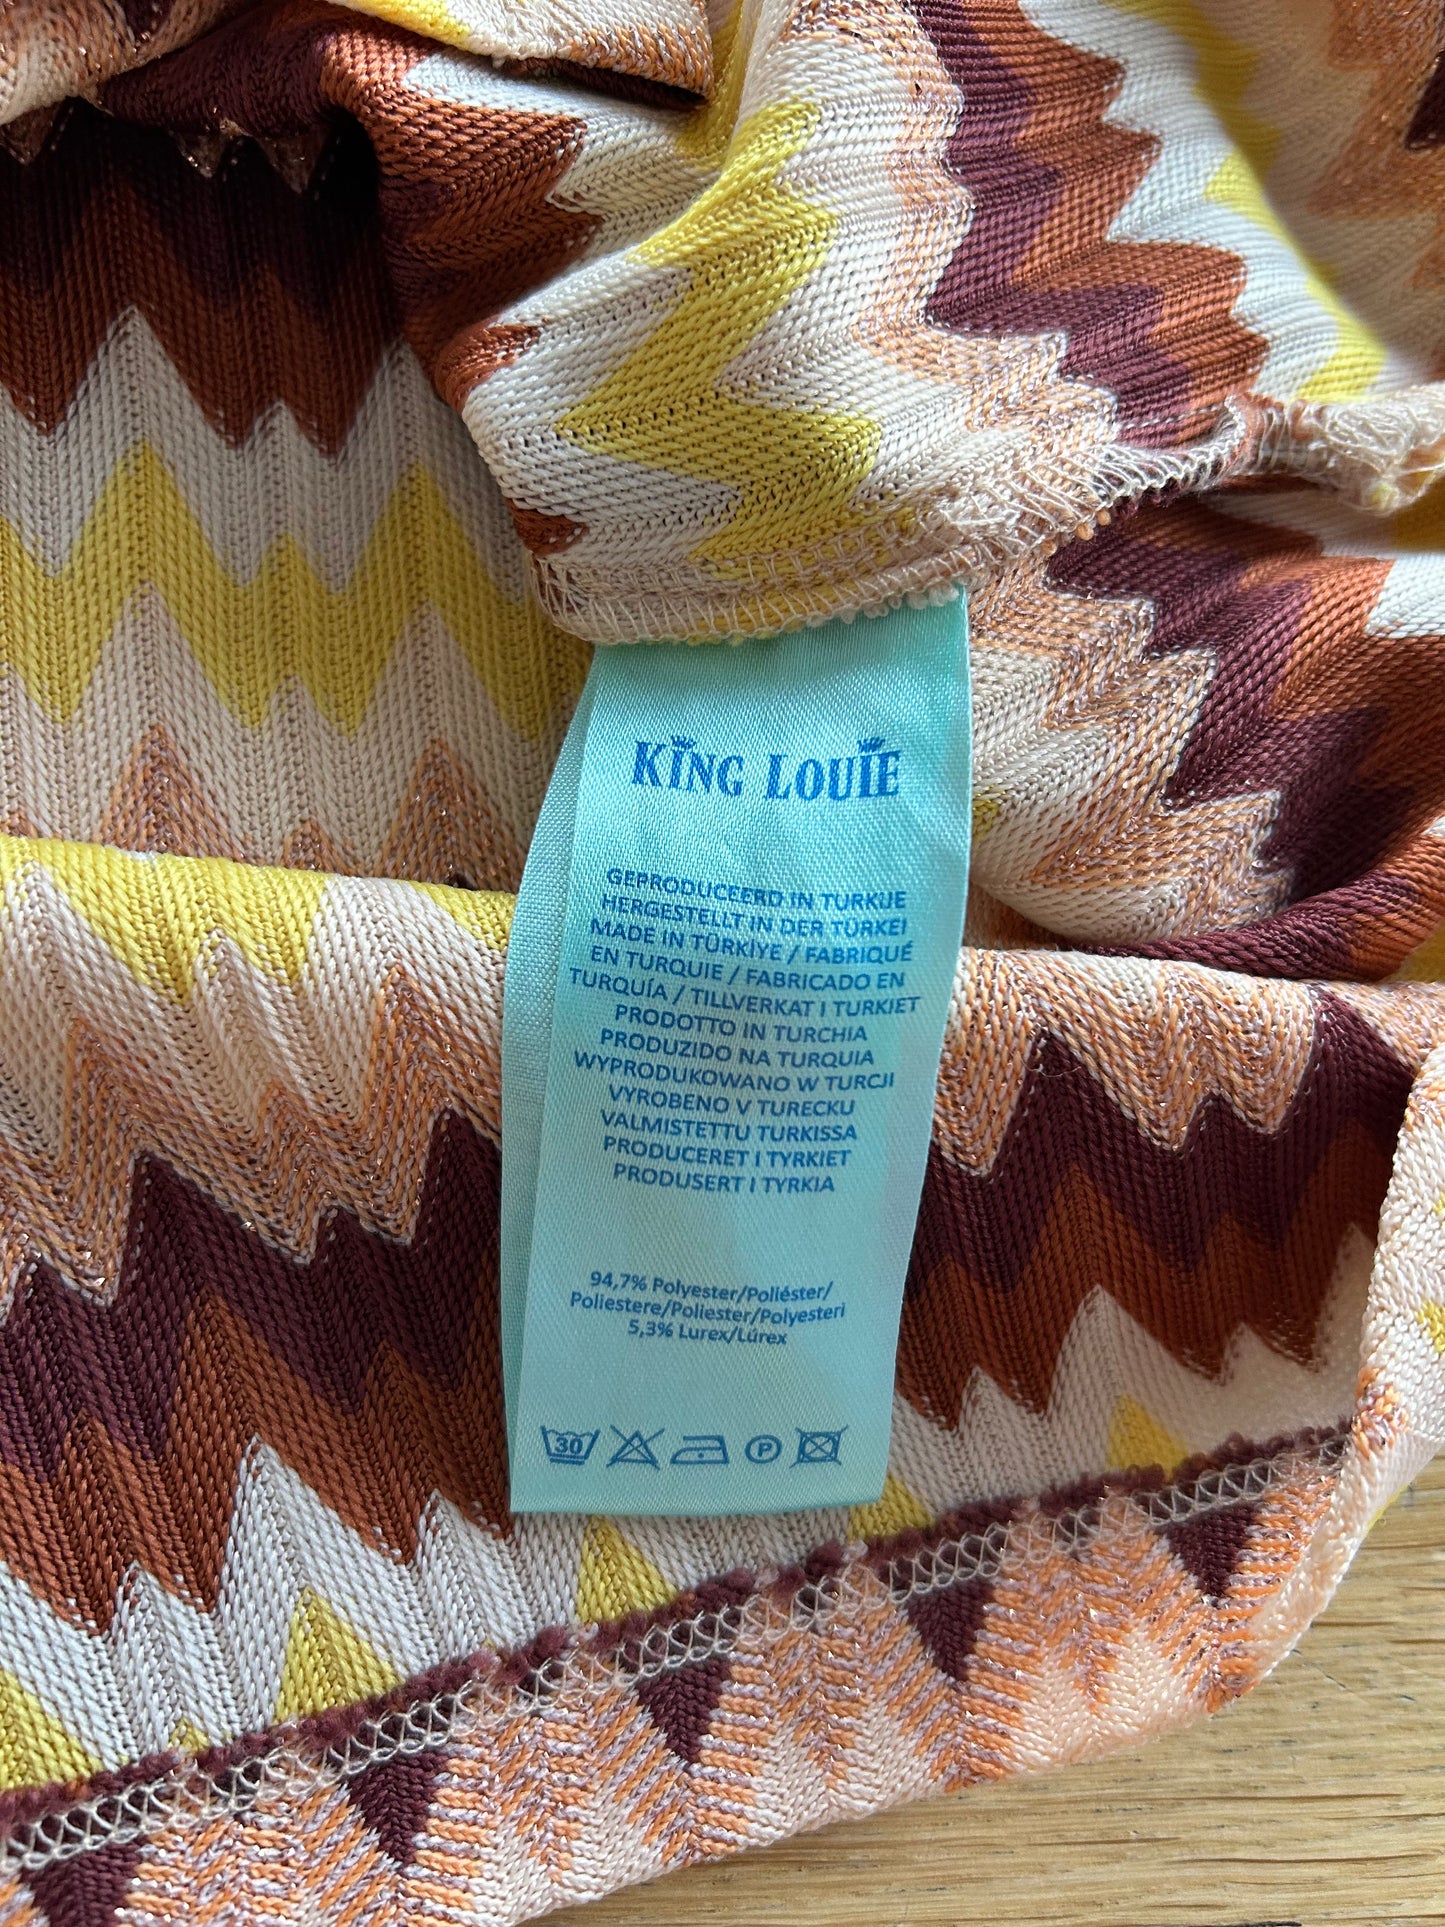 KING LOUIE
GEPRODUCEERD IN TURKIJE
HERGESTELLT IN DER TÜRKEI
MADE IN TÜRKİYE / FABRIQUÉ
EN TURQUIE / FABRICADO EN
TURQUÍA / TILLVERKAT I TURKIET
PRODOTTO IN TURCHIA
PRODUZIDO NA TURQUIA
WYPRODUKOWANO W TURCJI
VYROBENO V TURECKU
VALMISTETTU TURKISSA
PRODUCERET I TYRKIET
PRODUSERT I TYRKIA
94,7% Polyester/Poliéster/
Poliestere/Poliester/Polyesteri
5,3% Lurex/Lúrex
30 P